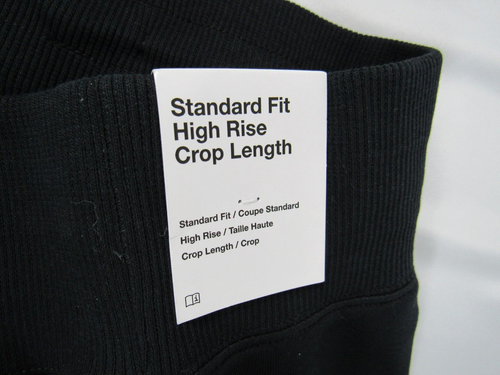 Standard Fit
High Rise
Crop Length
Standard Fit / Coupe Standard
High Rise / Taille Haute
Crop Length / Crop